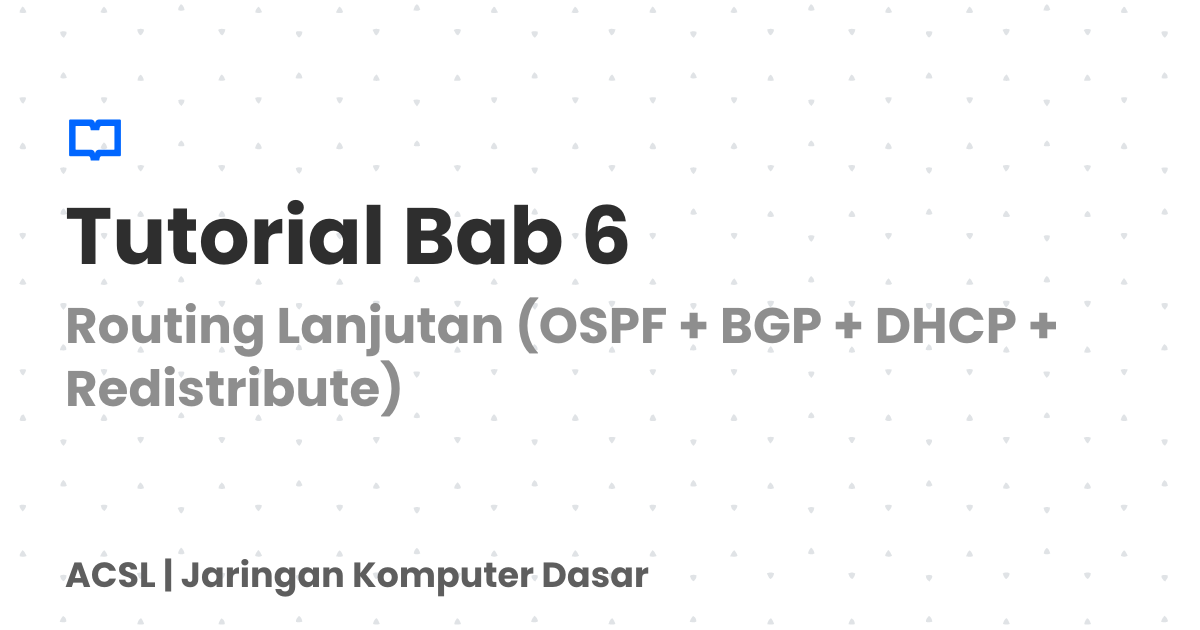 Tutorial Bab 6
Routing Lanjutan (OSPF + BGP + DHCP +
Redistribute)
ACSL | Jaringan Komputer Dasar